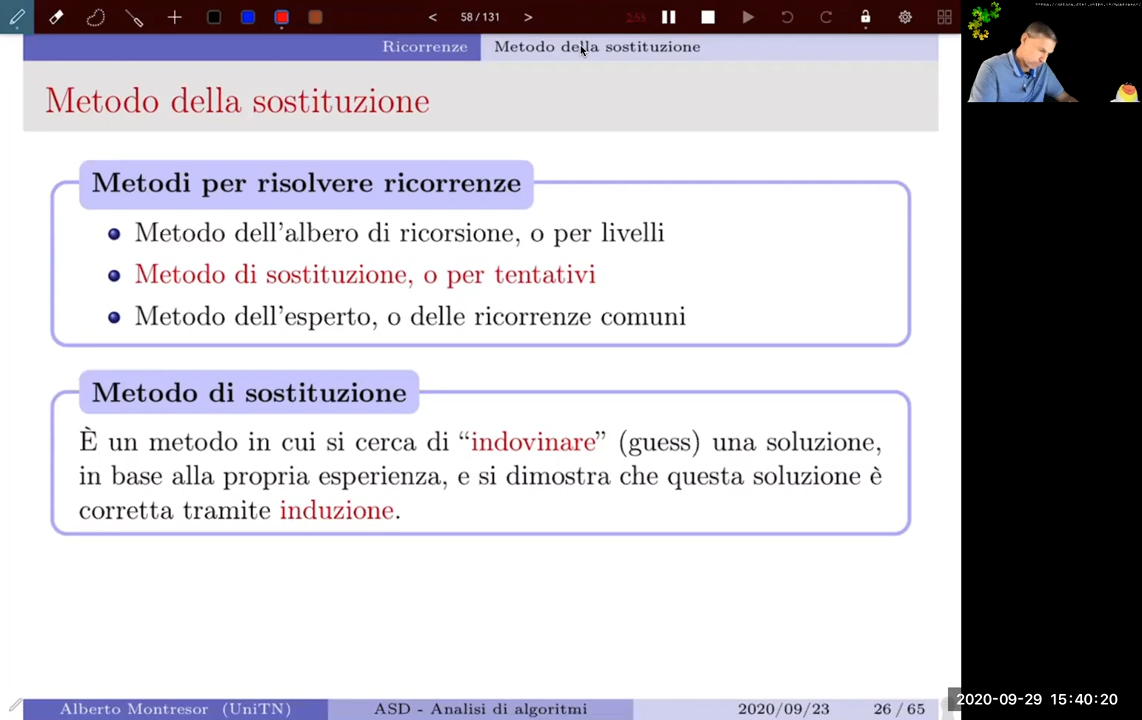 58 / 131
Ricorrenze
Metodo della sostituzione
Metodo della sostituzione
Metodi per risolvere ricorrenze
Metodo dell'albero di ricorsione, o per livelli
Metodo di sostituzione, o per tentativi
Metodo dell'esperto, o delle ricorrenze comuni
Metodo di sostituzione
È un metodo in cui si cerca di “indovinare” (guess) una soluzione,
in base alla propria esperienza, e si dimostra che questa soluzione è
corretta tramite induzione.
Alberto Montresor (UniTN)
ASD - Analisi di algoritmi
2020/09/23
26 / 65
2020-09-29 15:40:20